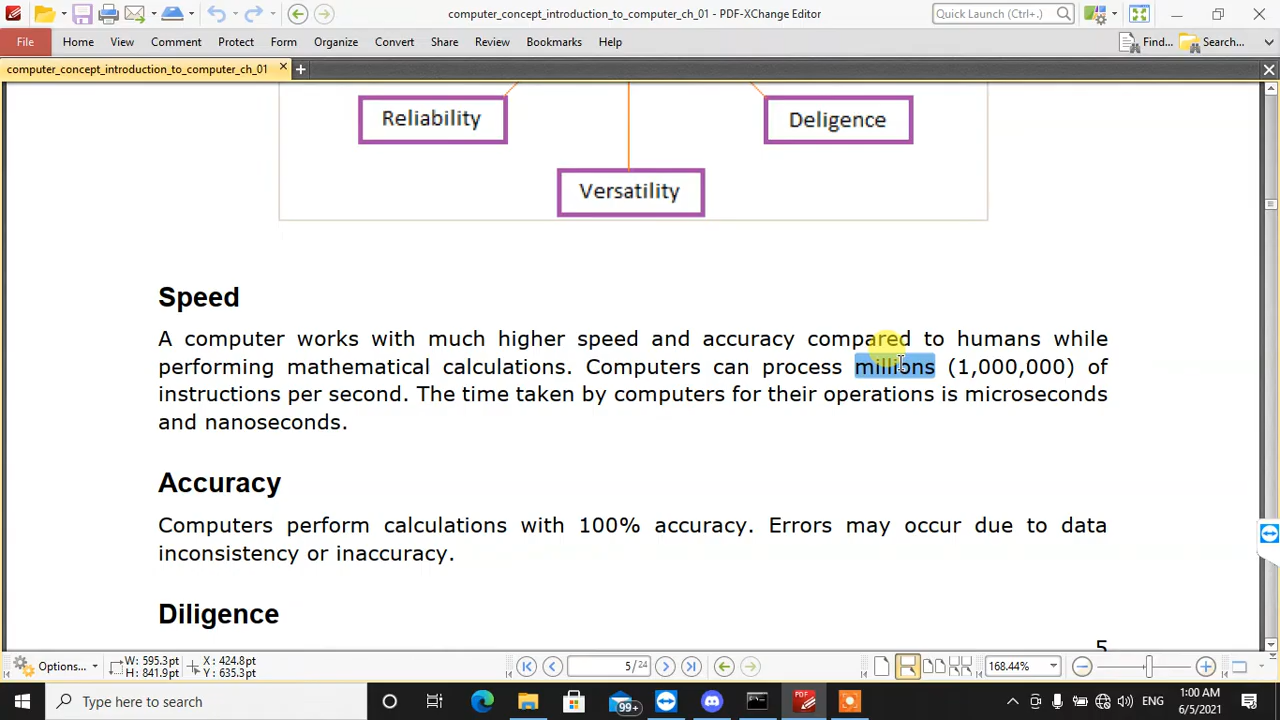 computer_concept_introduction_to_computer_ch_01 - PDF-XChange Edi
Quick Launch (Ctrl+.)
File Home View Comment Protect Form Organize Convert Share Review Bookmarks Help Find... Search...
computer_concept_introduction_to_computer_ch_01
Reliability
Deligence
Versatility
Speed
A computer works with much higher speed and accuracy compared to humans while
performing mathematical calculations. Computers can process millions (1,000,000) of
instructions per second. The time taken by computers for their operations is microseconds
and nanoseconds.
Accuracy
Computers perform calculations with 100% accuracy. Errors may occur due to data
inconsistency or inaccuracy.
Diligence
5
Options... W: 595.3pt X: 424.8pt
H: 841.9pt Y: 635.3pt
5 / 24
168.44%
Type here to search
99+
ENG
1:00 AM
6/5/2021